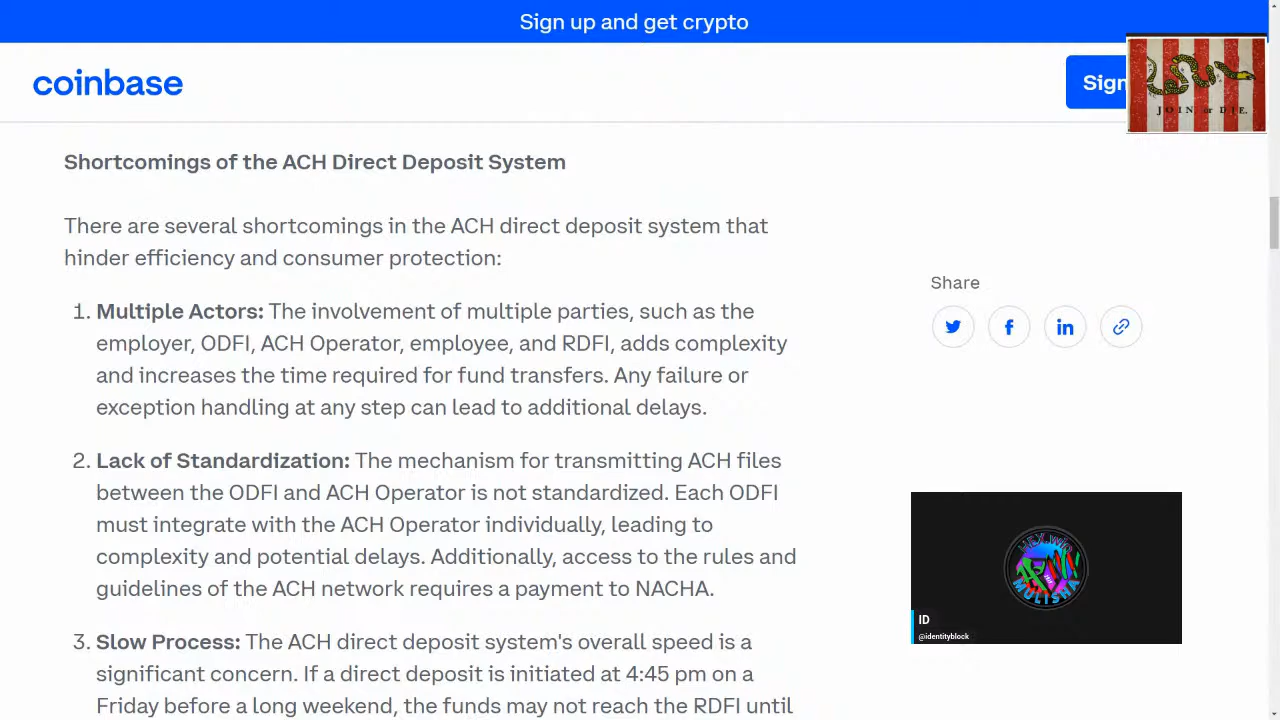 Sign up and get crypto
coinbase
Sign
JOIN or DIE.
Shortcomings of the ACH Direct Deposit System
There are several shortcomings in the ACH direct deposit system that
hinder efficiency and consumer protection:
1. Multiple Actors: The involvement of multiple parties, such as the
employer, ODFI, ACH Operator, employee, and RDFI, adds complexity
and increases the time required for fund transfers. Any failure or
exception handling at any step can lead to additional delays.
2. Lack of Standardization: The mechanism for transmitting ACH files
between the ODFI and ACH Operator is not standardized. Each ODFI
must integrate with the ACH Operator individually, leading to
complexity and potential delays. Additionally, access to the rules and
guidelines of the ACH network requires a payment to NACHA.
3. Slow Process: The ACH direct deposit system's overall speed is a
significant concern. If a direct deposit is initiated at 4:45 pm on a
Friday before a long weekend, the funds may not reach the RDFI until
Share
HEX.WIN
MULISHA
ID
@identityblock